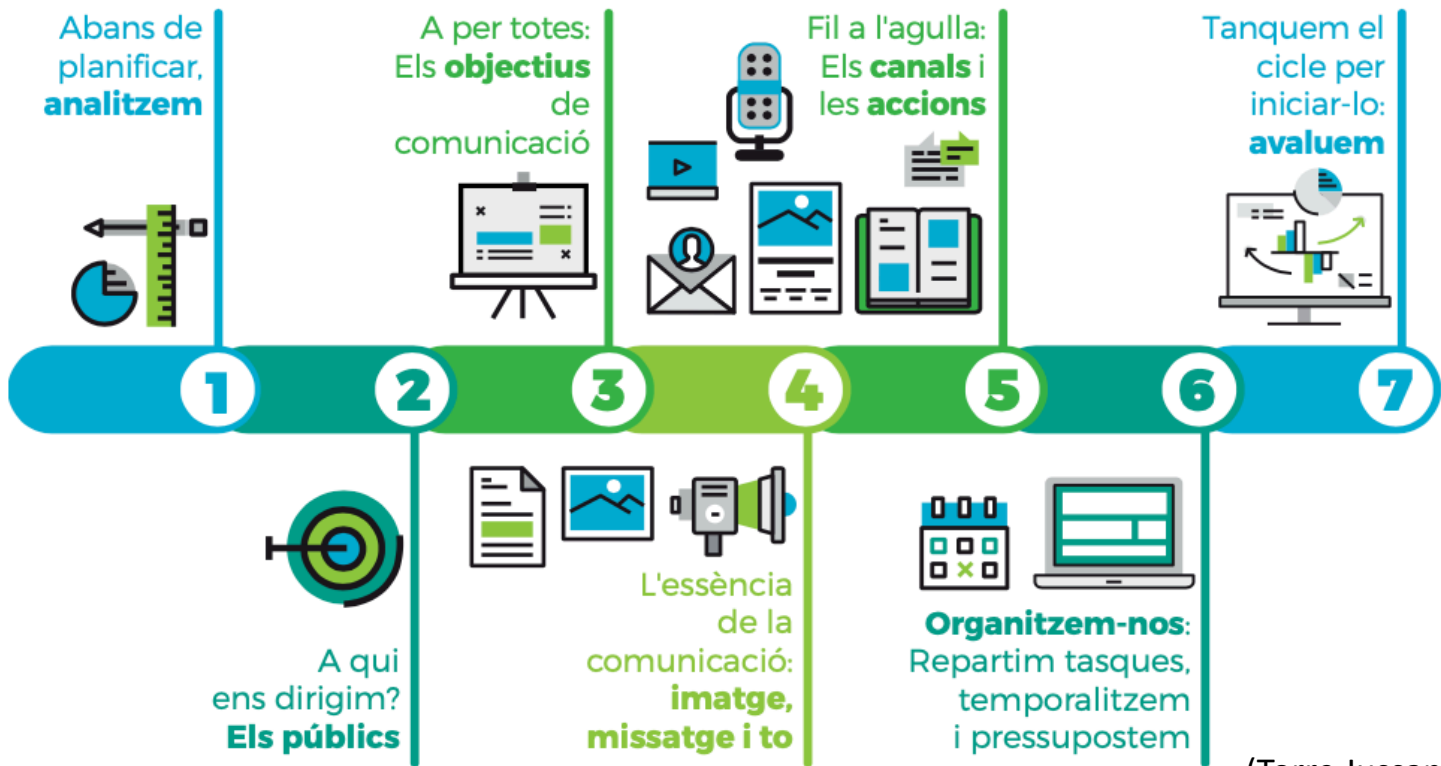 Abans de
planificar,
analitzem
1
A qui
ens dirigim?
Els públics
2
A per totes:
Els objectius
de
comunicació
3
L'essència
de la
comunicació:
imatge,
missatge i to
4
Fil a l'agulla:
Els canals i
les accions
5
Organitzem-nos:
Repartim tasques,
temporalitzem
i pressupostem
6
Tanquem el
cicle per
iniciar-lo:
avaluem
7